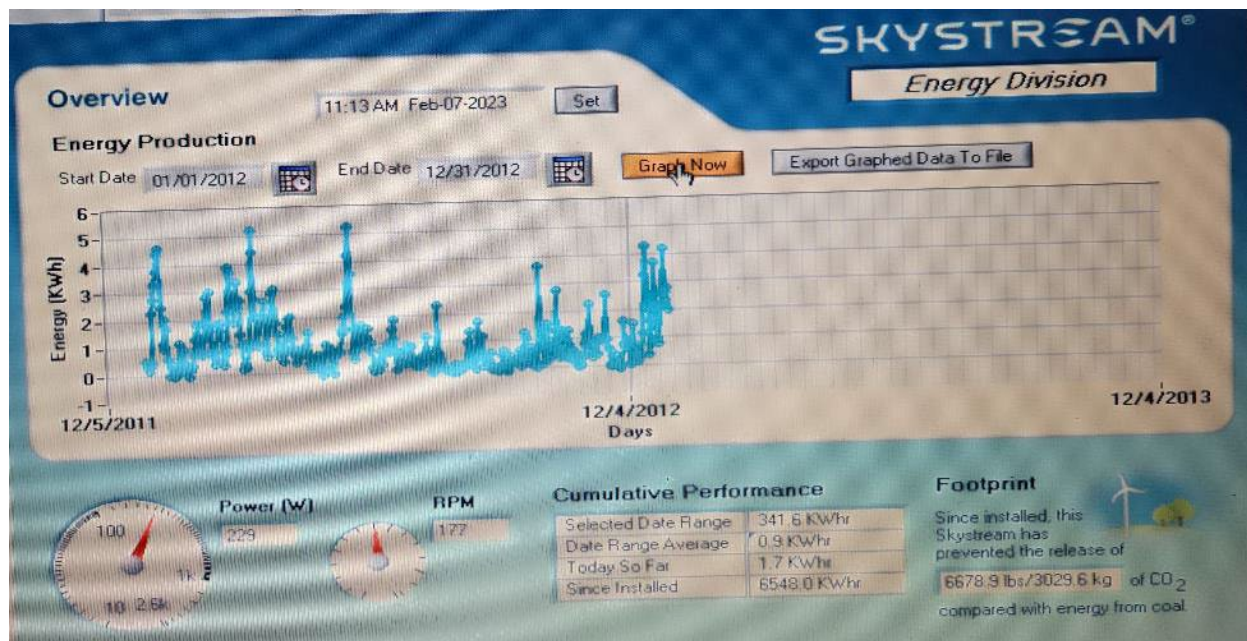 SKYSTREAM®
Energy Division
Overview
11:13 AM Feb-07-2023 Set
Energy Production
Start Date 01/01/2012 End Date 12/31/2012 Graph Now Export Graphed Data To File
Energy (KWh)
6
5
4
3
2
1
0
-1
12/5/2011 12/4/2012 12/4/2013
Days
Power (W)
229
100
1k
10 2.6k
RPM
177
Cumulative Performance
Selected Date Range 341.6 KWhr
Date Range Average 0.9 KWhr
Today So Far 1.7 KWhr
Since Installed 6548.0 KWhr
Footprint
Since installed, this
Skystream has
prevented the release of
6678.9 lbs/3029.6 kg of CO2
compared with energy from coal.